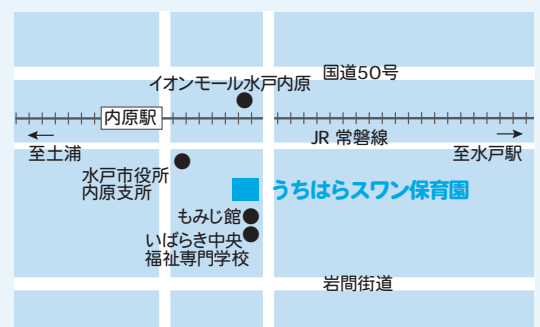 国道50号
イオンモール水戸内原
内原駅
JR 常磐線
至土浦
至水戸駅
水戸市役所
内原支所
うちはらスワン保育園
もみじ館
いばらき中央
福祉専門学校
岩間街道